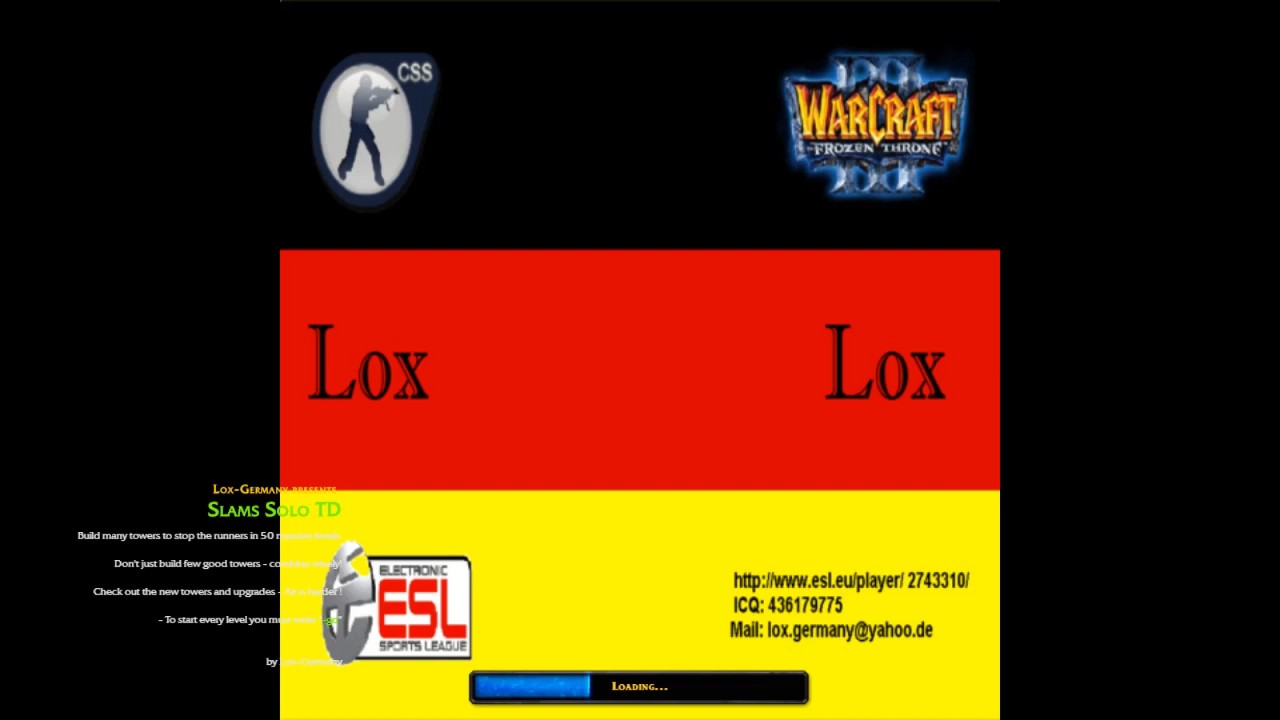 CSS
WARCRAFT
III
FROZEN THRONE
Lox
Lox
LOX-GERMANY PRESENTS
SLAMS SOLO TD
Build many towers to stop the runners in 50
Don't just build few good towers -
Check out the new towers and upgrades -
- To start every level you must
by Lox-Germany
ELECTRONIC
ESL
SPORTS LEAGUE
http://www.esl.eu/player/ 2743310/
ICQ: 436179775
Mail: lox.germany@yahoo.de
LOADING...